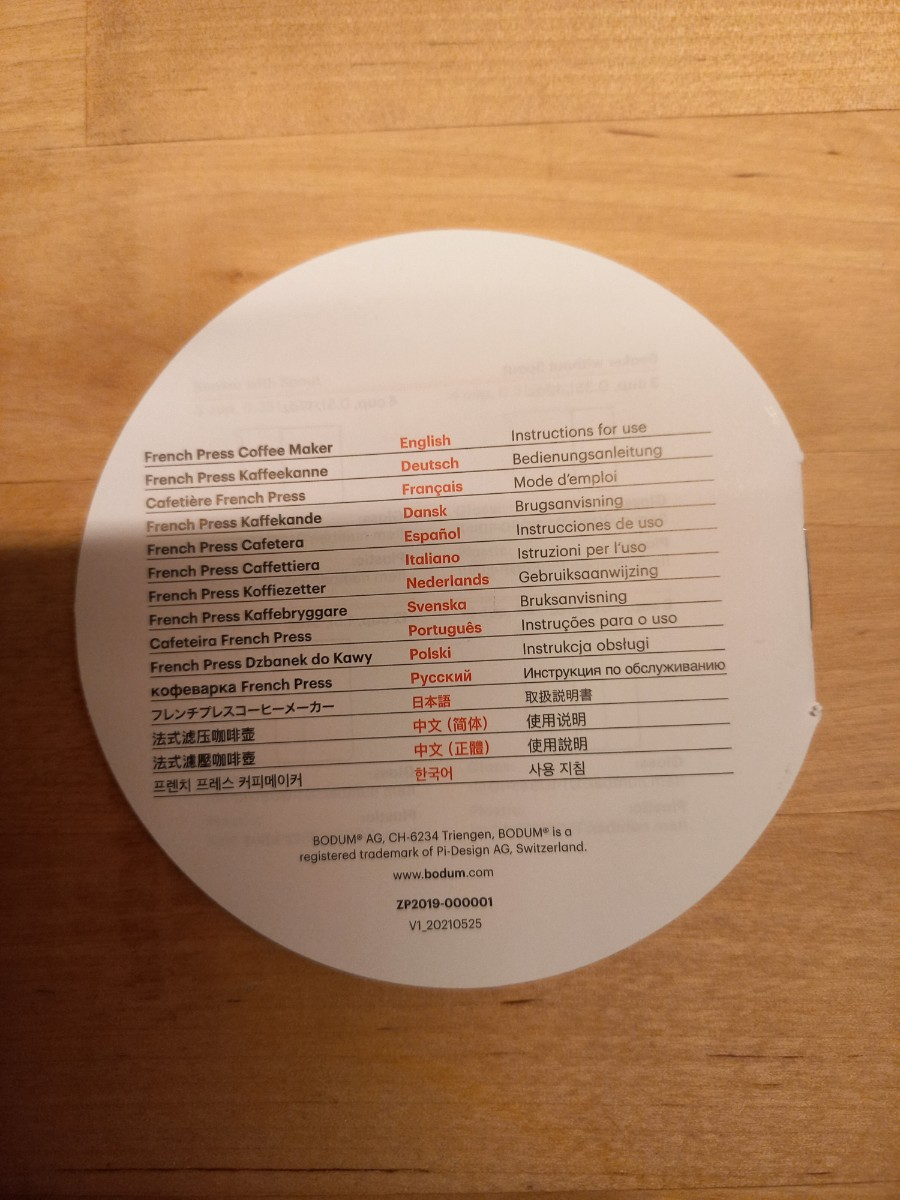 French Press Coffee Maker English Instructions for use
French Press Kaffeekanne Deutsch Bedienungsanleitung
Cafetière French Press Français Mode d'emploi
French Press Kaffekande Dansk Brugsanvisning
French Press Cafetera Español Instrucciones de uso
French Press Caffettiera Italiano Istruzioni per l'uso
French Press Koffiezetter Nederlands Gebruiksaanwijzing
French Press Kaffebryggare Svenska Bruksanvisning
Cafeteira French Press Português Instruções para o uso
French Press Dzbanek do Kawy Polski Instrukcja obsługi
кофеварка French Press Русский Инструкция по обслуживанию
フレンチプレスコーヒーメーカー 日本語 取扱説明書
法式滤压咖啡壶 中文 (简体) 使用说明
法式濾壓咖啡壺 中文 (正體) 使用說明
프렌치 프레스 커피메이커 한국어 사용 지침
BODUM® AG, CH-6234 Triengen, BODUM® is a
registered trademark of Pi-Design AG, Switzerland.
www.bodum.com
ZP2019-000001
V1_20210525